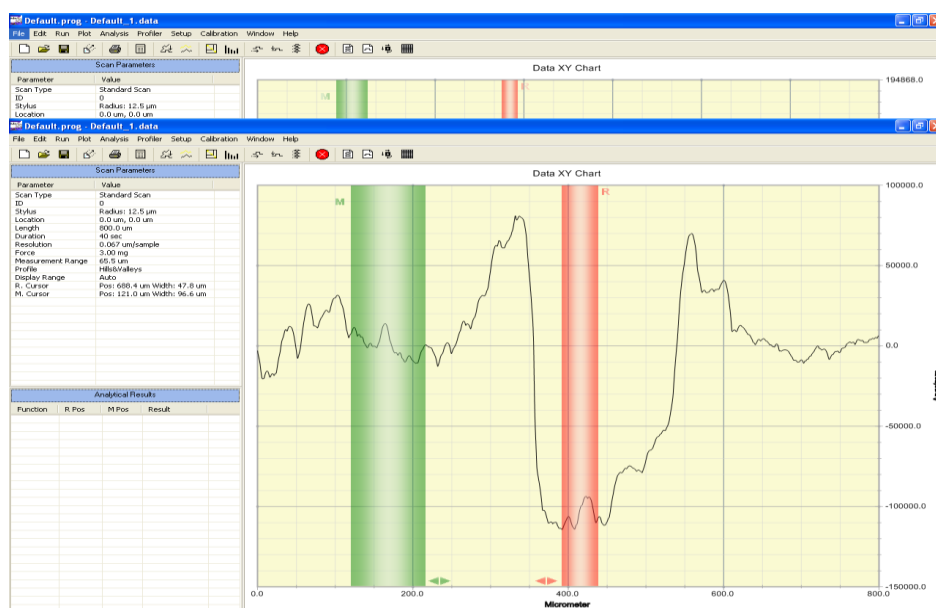 Default.prog - Default_1.data
File Edit Run Plot Analysis Profiler Setup Calibration Window Help
Scan Parameters
Data XY Chart
Parameter Value
Scan Type Standard Scan
ID 0
Stylus Radius: 12.5 µm
Location 0.0 um, 0.0 um
M
R
194868.0
Default.prog - Default_1.data
File Edit Run Plot Analysis Profiler Setup Calibration Window Help
Scan Parameters
Data XY Chart
Parameter Value
Scan Type Standard Scan
ID 0
Stylus Radius: 12.5 µm
Location 0.0 um, 0.0 um
Length 800.0 um
Duration 40 sec
Resolution 0.067 um/sample
Force 3.00 mg
Measurement Range 65.5 um
Profile Hills&Valleys
Display Range Auto
R. Cursor Pos: 688.4 um Width: 47.8 um
M. Cursor Pos: 121.0 um Width: 96.6 um
M
R
100000.0
50000.0
0.0
-50000.0
-100000.0
-150000.0
Analytical Results
Function R Pos M Pos Result
0.0 200.0 400.0 600.0 800.0
Micrometer